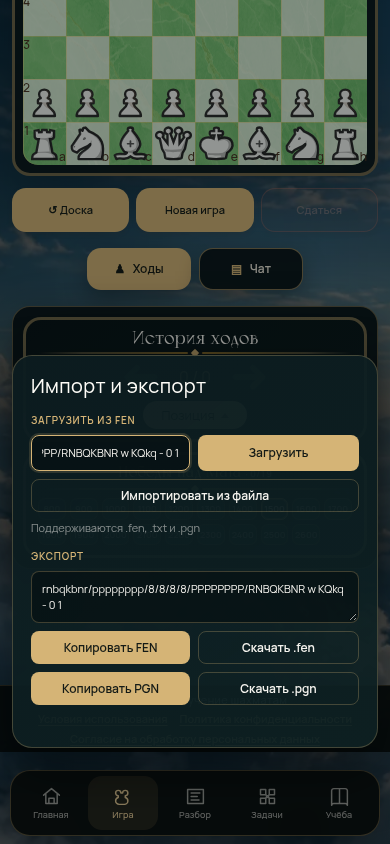 4
3
2
1
a b c d e f g h
↺ Доска
Новая игра
Сдаться
Ходы
Чат
История ходов
Импорт и экспорт
ЗАГРУЗИТЬ ИЗ FEN
PP/RNBQKBNR w KQkq - 0 1
Загрузить
Импортировать из файла
Поддерживаются .fen, .txt и .pgn
ЭКСПОРТ
rnbqkbnr/pppppppp/8/8/8/8/PPPPPPPP/RNBQKBNR w KQkq
- 0 1
Копировать FEN
Скачать .fen
Копировать PGN
Скачать .pgn
Главная
Игра
Разбор
Задачи
Учёба